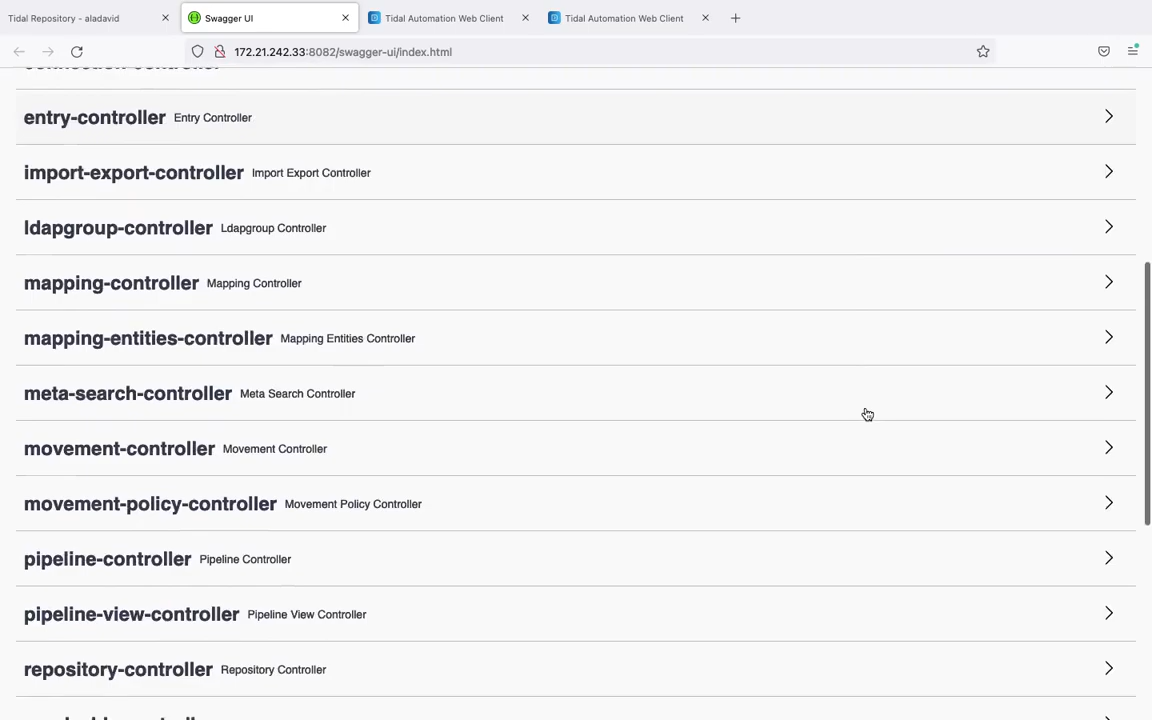 Tidal Repository - aladavid
Swagger UI
Tidal Automation Web Client
Tidal Automation Web Client
172.21.242.33:8082/swagger-ui/index.html
connection-controller
entry-controller Entry Controller
import-export-controller Import Export Controller
ldapgroup-controller Ldapgroup Controller
mapping-controller Mapping Controller
mapping-entities-controller Mapping Entities Controller
meta-search-controller Meta Search Controller
movement-controller Movement Controller
movement-policy-controller Movement Policy Controller
pipeline-controller Pipeline Controller
pipeline-view-controller Pipeline View Controller
repository-controller Repository Controller